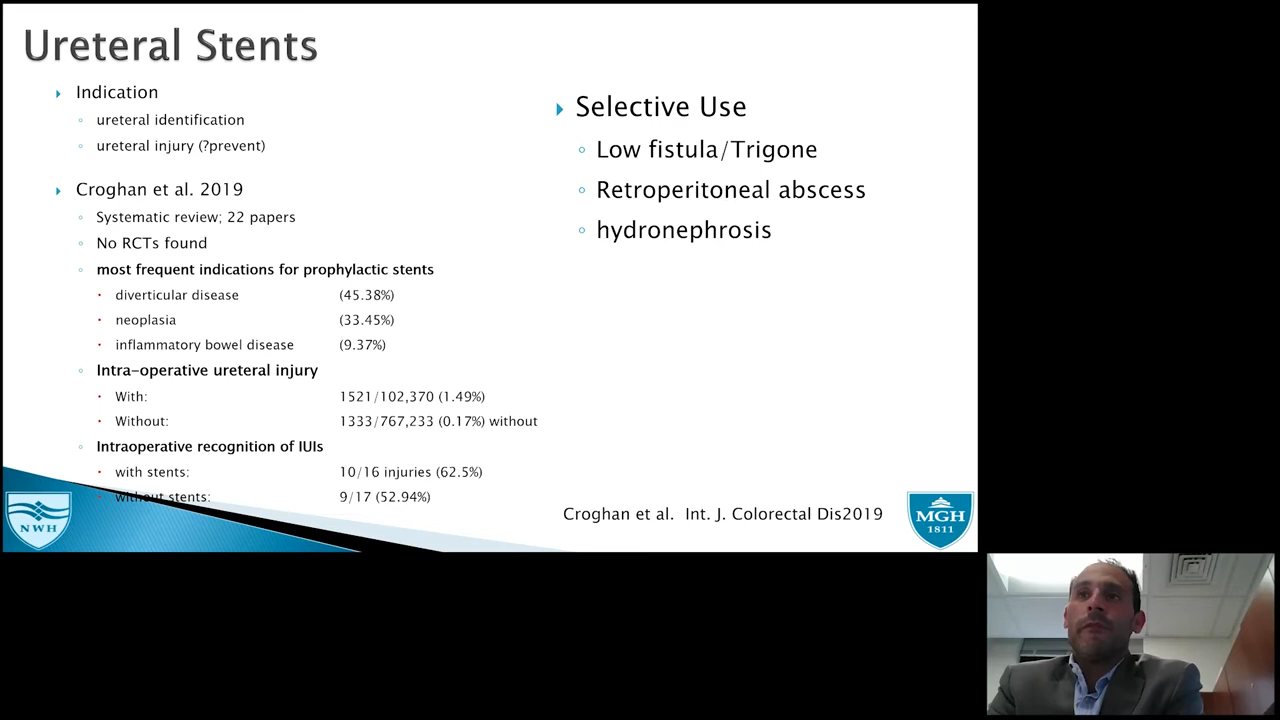 Ureteral Stents
Indication
ureteral identification
ureteral injury (?prevent)
Croghan et al. 2019
Systematic review; 22 papers
No RCTs found
most frequent indications for prophylactic stents
diverticular disease (45.38%)
neoplasia (33.45%)
inflammatory bowel disease (9.37%)
Intra-operative ureteral injury
With: 1521/102,370 (1.49%)
Without: 1333/767,233 (0.17%) without
Intraoperative recognition of IUIs
with stents: 10/16 injuries (62.5%)
without stents: 9/17 (52.94%)
Selective Use
Low fistula/Trigone
Retroperitoneal abscess
hydronephrosis
Croghan et al. Int. J. Colorectal Dis2019
NWH
MGH
1811